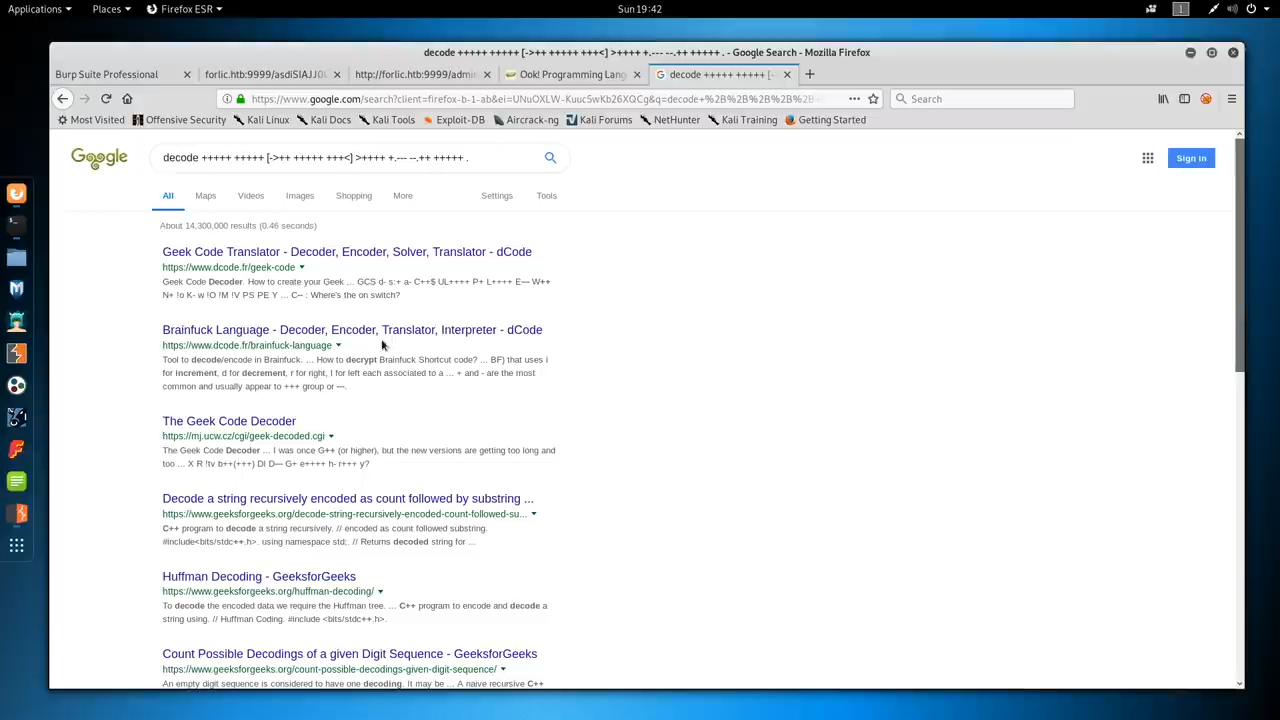 Applications
Places
Firefox ESR
Sun 19:42
1
decode +++++ +++++ [->++ +++++ +++<] >++++ +.--- --.++ +++++ . - Google Search - Mozilla Firefox
Burp Suite Professional
forlic.htb:9999/asdiSIAJJ0
http://forlic.htb:9999/admi
Ook! Programming Lang
decode +++++ +++++ [-
https://www.google.com/search?client=firefox-b-1-ab&ei=UNuOXLW-Kuuc5wKb26XQCg&q=decode+%2B%2B%2B%2B%2B
Search
Most Visited
Offensive Security
Kali Linux
Kali Docs
Kali Tools
Exploit-DB
Aircrack-ng
Kali Forums
NetHunter
Kali Training
Getting Started
Google
decode +++++ +++++ [->++ +++++ +++<] >++++ +.--- --.++ +++++ .
Sign in
All
Maps
Videos
Images
Shopping
More
Settings
Tools
About 14,300,000 results (0.46 seconds)
Geek Code Translator - Decoder, Encoder, Solver, Translator - dCode
https://www.dcode.fr/geek-code
Geek Code Decoder. How to create your Geek ... GCS d- s:+ a- C++$ UL++++ P+ L++++ E--- W++
N+ !o K- w !O !M !V PS PE Y ... C-- : Where's the on switch?
Brainfuck Language - Decoder, Encoder, Translator, Interpreter - dCode
https://www.dcode.fr/brainfuck-language
Tool to decode/encode in Brainfuck. ... How to decrypt Brainfuck Shortcut code? ... BF) that uses i
for increment, d for decrement, r for right, l for left each associated to a ... + and - are the most
common and usually appear to +++ group or ---.
The Geek Code Decoder
https://mj.ucw.cz/cgi/geek-decoded.cgi
The Geek Code Decoder ... I was once G++ (or higher), but the new versions are getting too long and
too ... X R !tv b++(+++) DI D--- G+ e++++ h- r+++ y?
Decode a string recursively encoded as count followed by substring ...
https://www.geeksforgeeks.org/decode-string-recursively-encoded-count-followed-su...
C++ program to decode a string recursively. // encoded as count followed substring.
#include<bits/stdc++.h>. using namespace std;. // Returns decoded string for ...
Huffman Decoding - GeeksforGeeks
https://www.geeksforgeeks.org/huffman-decoding/
To decode the encoded data we require the Huffman tree. ... C++ program to encode and decode a
string using. // Huffman Coding. #include <bits/stdc++.h>.
Count Possible Decodings of a given Digit Sequence - GeeksforGeeks
https://www.geeksforgeeks.org/count-possible-decodings-given-digit-sequence/
An empty digit sequence is considered to have one decoding. It may be ... A naive recursive C++